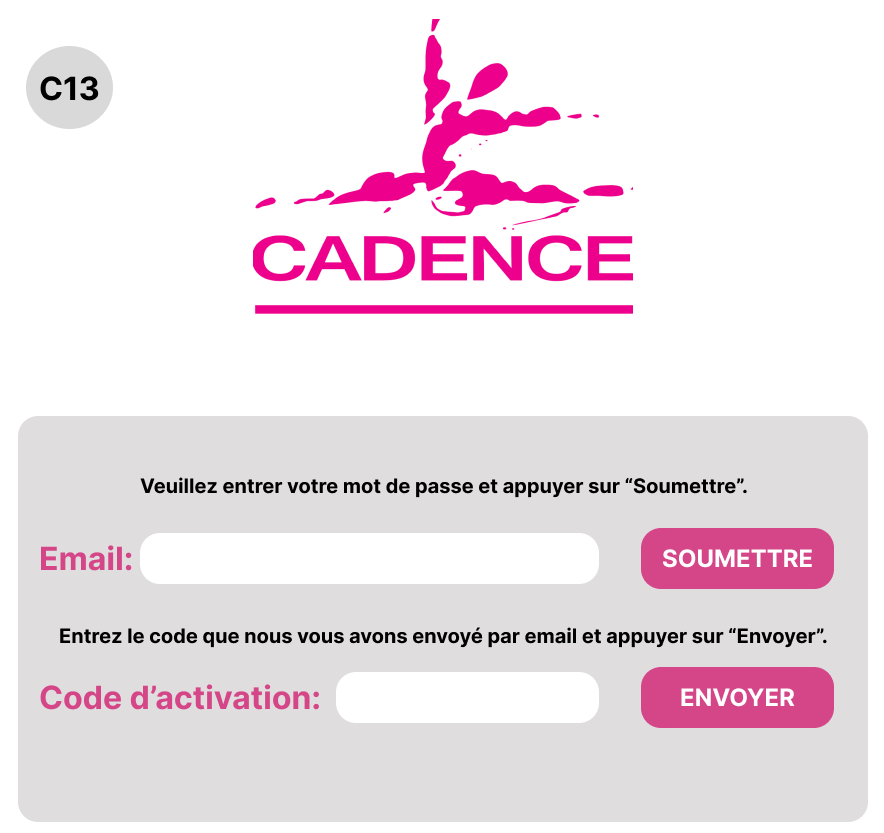 C13
CADENCE
Veuillez entrer votre mot de passe et appuyer sur “Soumettre”.
Email:
SOUMETTRE
Entrez le code que nous vous avons envoyé par email et appuyer sur “Envoyer”.
Code d’activation:
ENVOYER